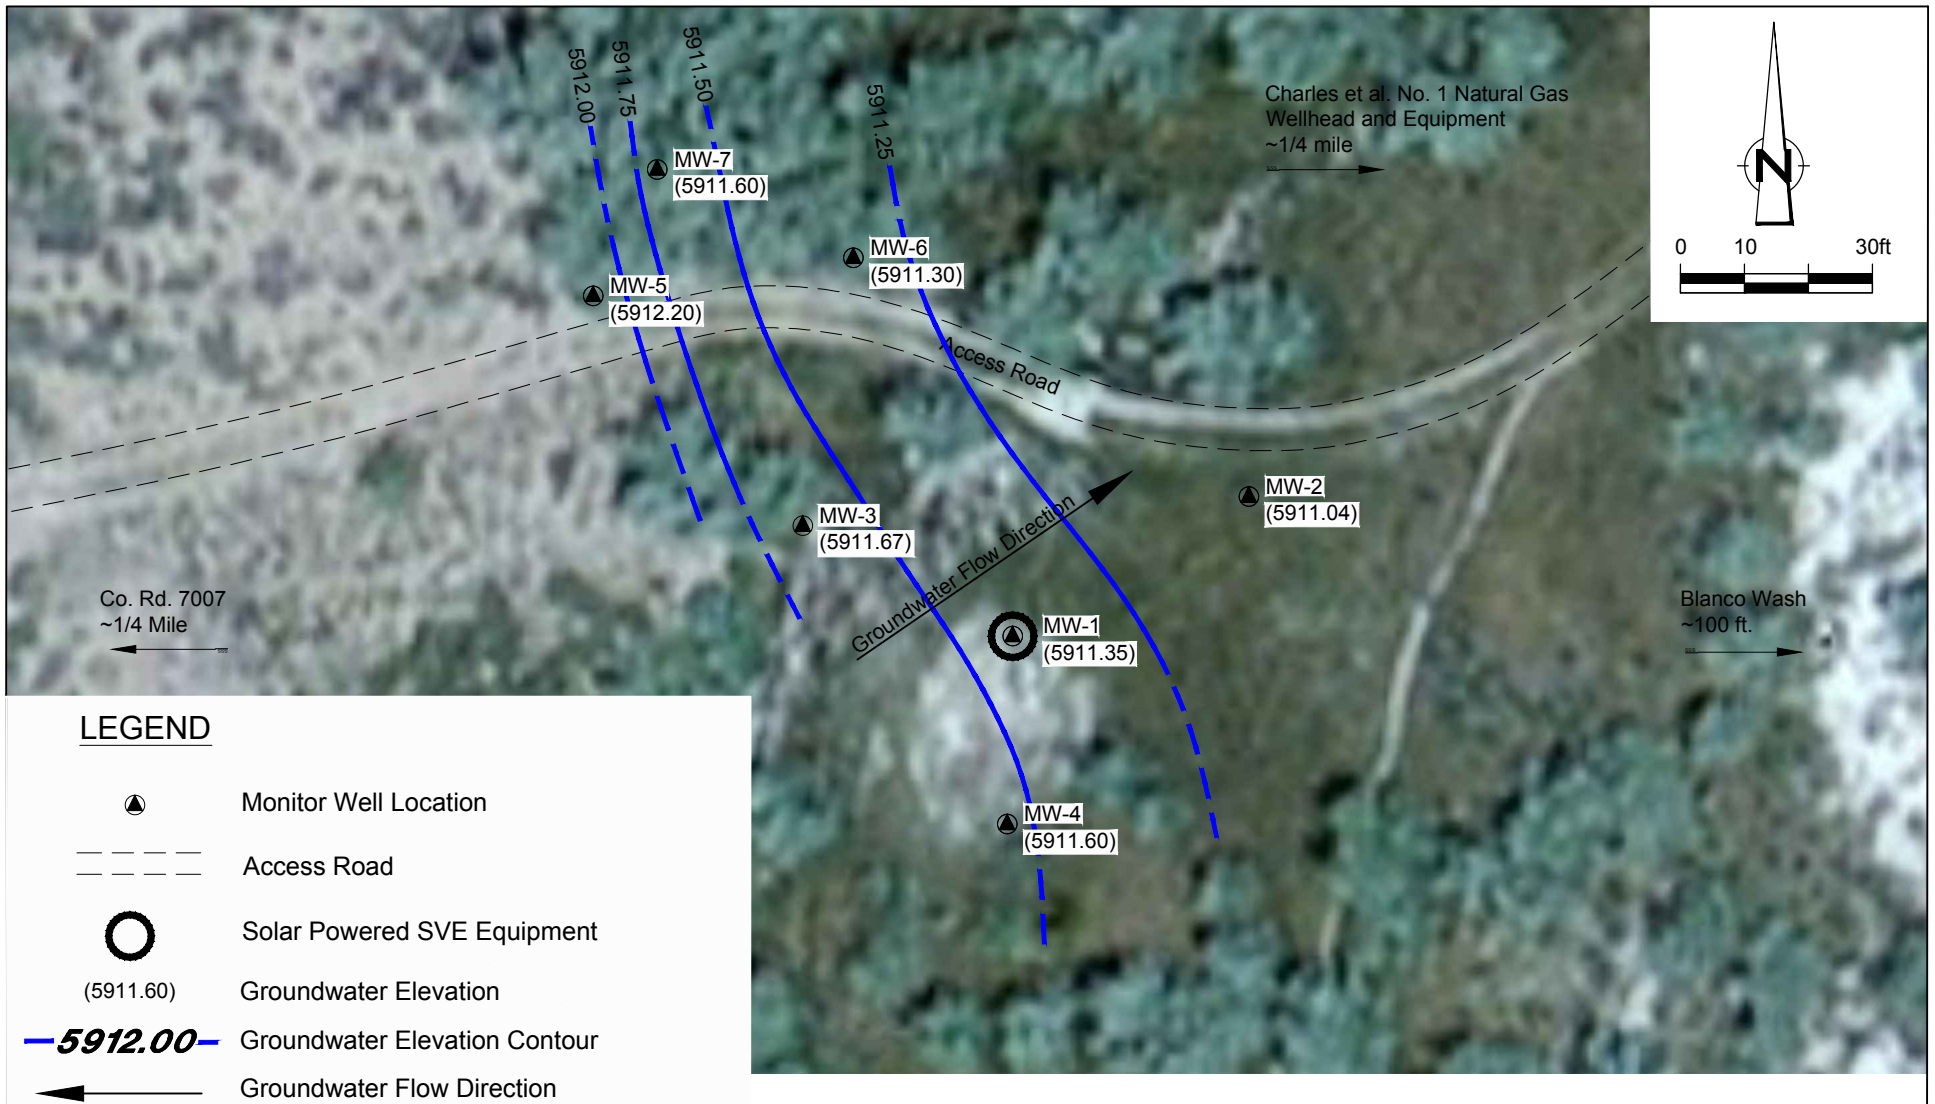 5912.00
5911.75
5911.50
5911.25
Charles et al. No. 1 Natural Gas
Wellhead and Equipment
~1/4 mile
N
0 10 30ft
MW-7
(5911.60)
MW-6
(5911.30)
MW-5
(5912.20)
Access Road
MW-2
(5911.04)
MW-3
(5911.67)
Groundwater Flow Direction
Co. Rd. 7007
~1/4 Mile
Blanco Wash
~100 ft.
MW-1
(5911.35)
MW-4
(5911.60)
LEGEND
Monitor Well Location
Access Road
Solar Powered SVE Equipment
(5911.60) Groundwater Elevation
5912.00 Groundwater Elevation Contour
Groundwater Flow Direction